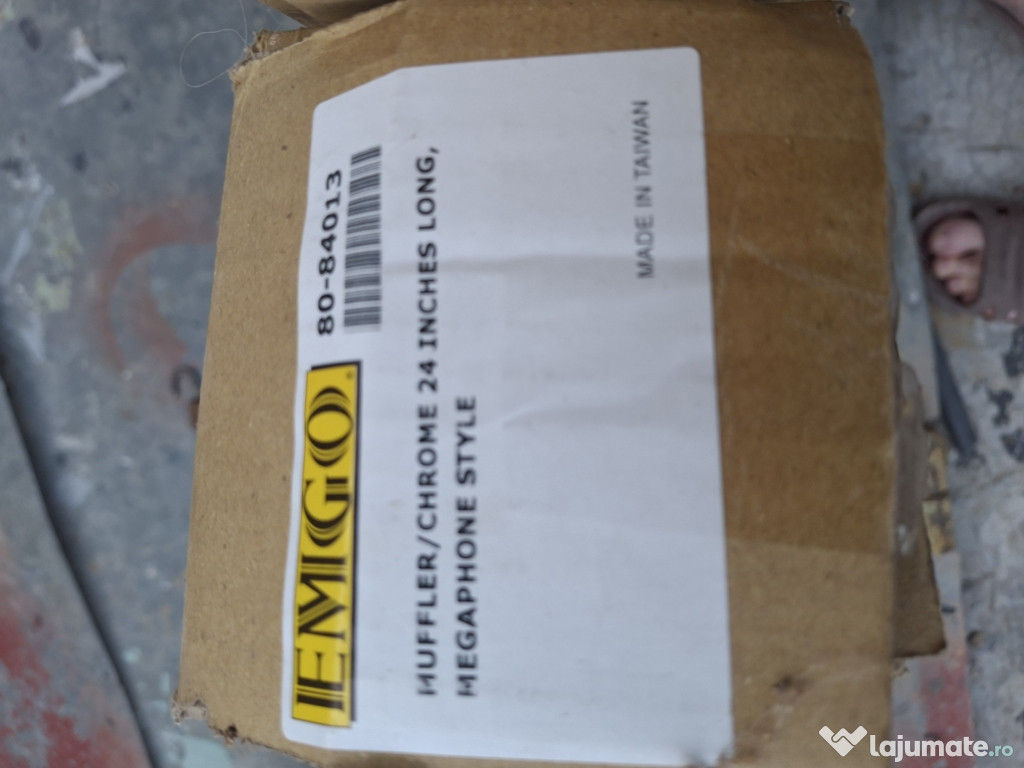 EMGO
80-84013
MUFFLER/CHROME 24 INCHES LONG,
MEGAPHONE STYLE
MADE IN TAIWAN
lajumate.ro